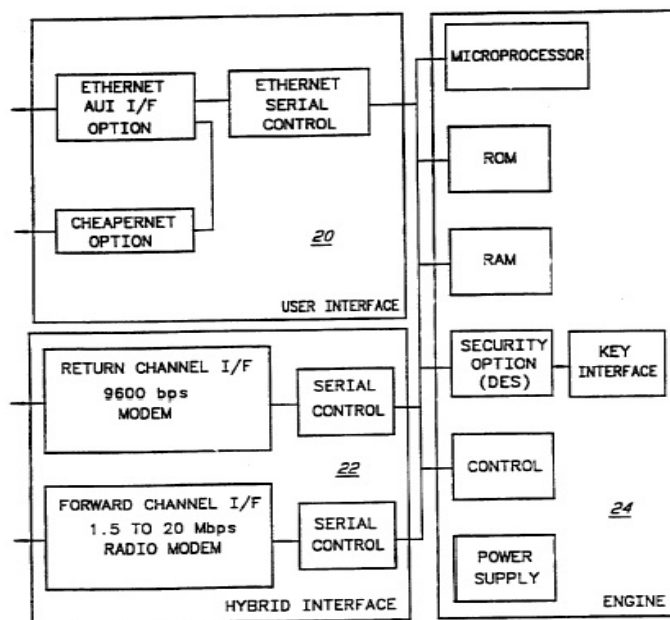 ETHERNET
AUI I/F
OPTION
ETHERNET
SERIAL
CONTROL
CHEAPERNET
OPTION
20
USER INTERFACE
RETURN CHANNEL I/F
9600 bps
MODEM
SERIAL
CONTROL
22
FORWARD CHANNEL I/F
1.5 TO 20 Mbps
RADIO MODEM
SERIAL
CONTROL
HYBRID INTERFACE
MICROPROCESSOR
ROM
RAM
SECURITY
OPTION
(DES)
KEY
INTERFACE
CONTROL
24
POWER
SUPPLY
ENGINE